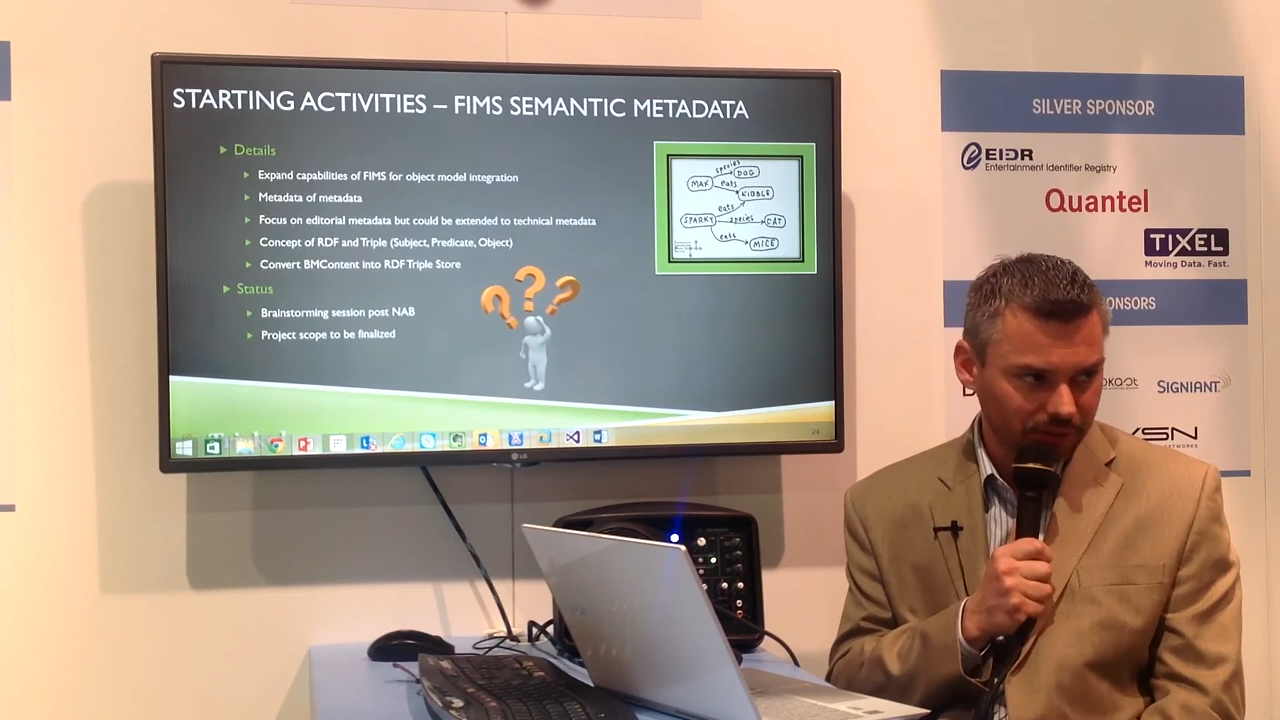 STARTING ACTIVITIES – FIMS SEMANTIC METADATA
Details
Expand capabilities of FIMS for object model integration
Metadata of metadata
Focus on editorial metadata but could be extended to technical metadata
Concept of RDF and Triple (Subject, Predicate, Object)
Convert BMContent into RDF Triple Store
Status
Brainstorming session post NAB
Project scope to be finalized
species
DOG
MAX
eats
KIBBLE
eats
SPARKY
species
CAT
eats
MICE
24
LG
SILVER SPONSOR
EIDR
Entertainment Identifier Registry
Quantel
TIXEL
Moving Data. Fast.
ONSORS
SIGNIANT
VSN